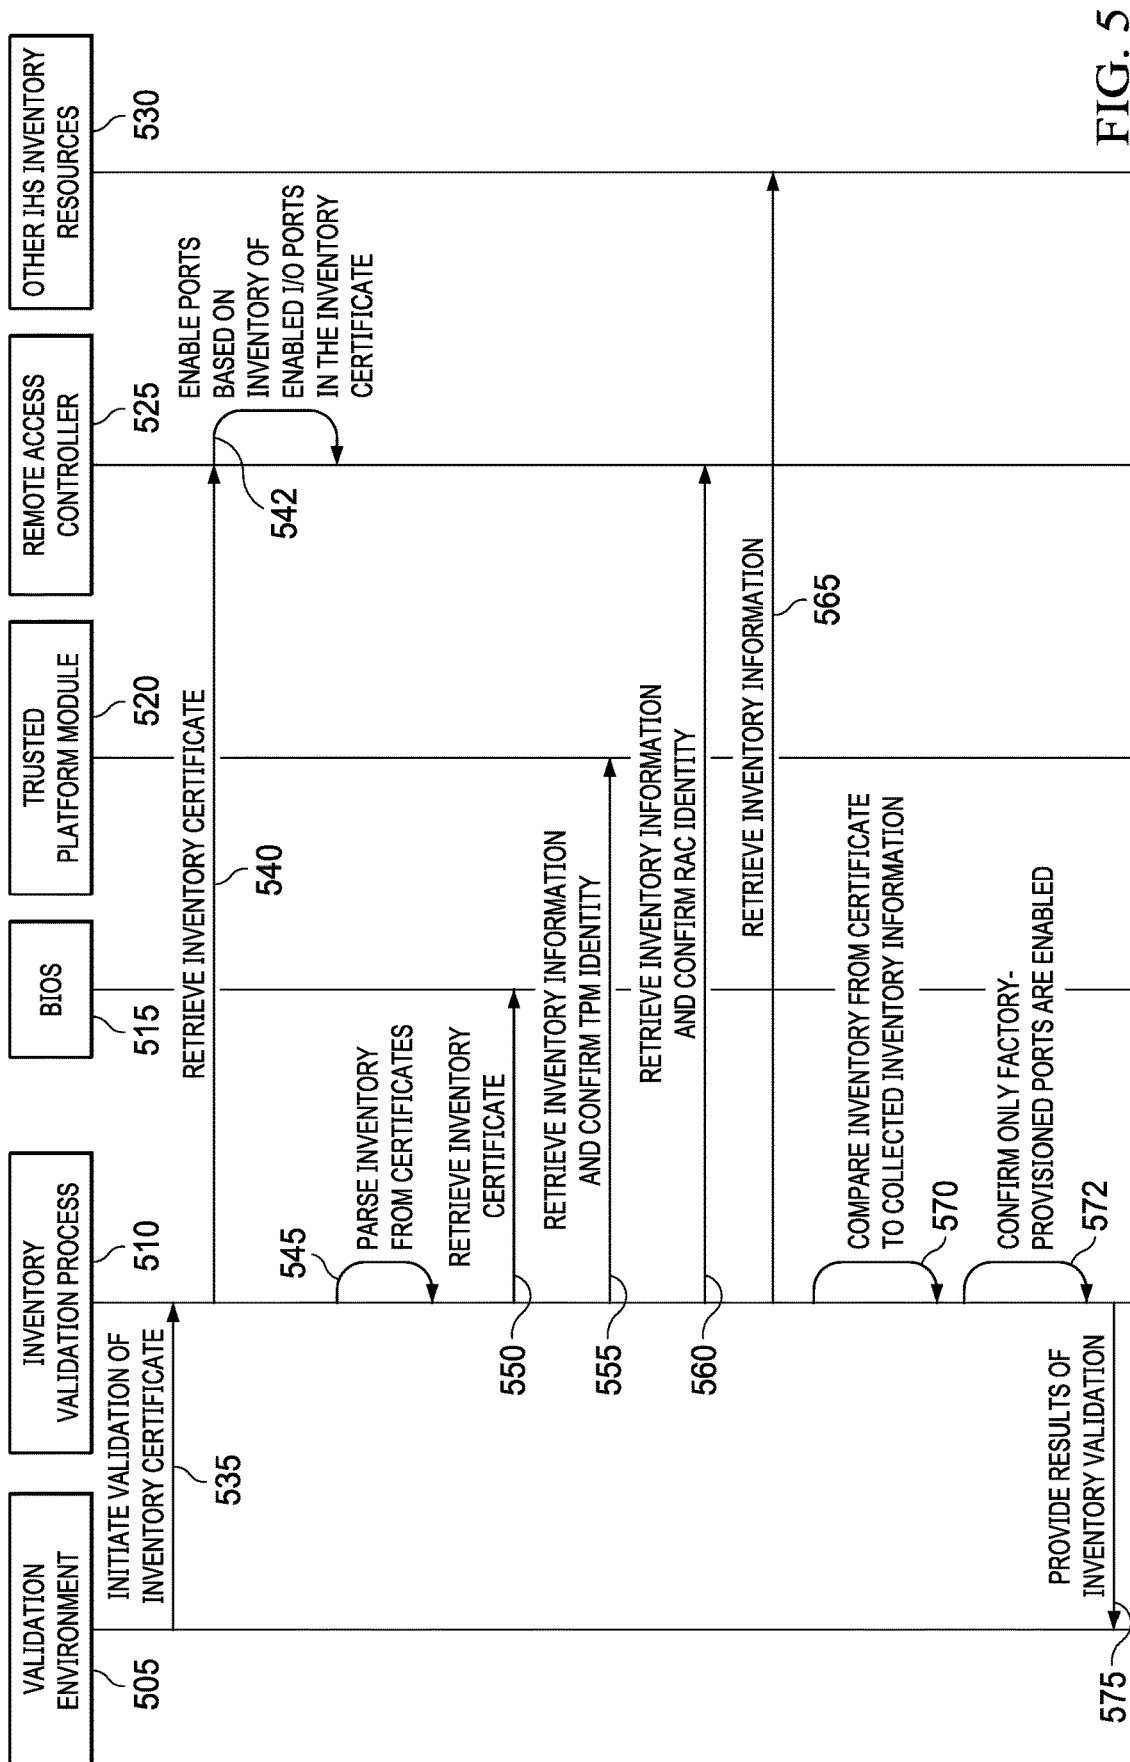 VALIDATION
ENVIRONMENT
505
INVENTORY
VALIDATION PROCESS
510
BIOS
515
TRUSTED
PLATFORM MODULE
520
REMOTE ACCESS
CONTROLLER
525
OTHER IHS INVENTORY
RESOURCES
530
INITIATE VALIDATION OF
INVENTORY CERTIFICATE
535
RETRIEVE INVENTORY CERTIFICATE
540
ENABLE PORTS
BASED ON
INVENTORY OF
ENABLED I/O PORTS
IN THE INVENTORY
CERTIFICATE
542
545
PARSE INVENTORY
FROM CERTIFICATES
RETRIEVE INVENTORY
CERTIFICATE
550
RETRIEVE INVENTORY INFORMATION
AND CONFIRM TPM IDENTITY
555
RETRIEVE INVENTORY INFORMATION
AND CONFIRM RAC IDENTITY
560
RETRIEVE INVENTORY INFORMATION
565
COMPARE INVENTORY FROM CERTIFICATE
TO COLLECTED INVENTORY INFORMATION
570
CONFIRM ONLY FACTORY-
PROVISIONED PORTS ARE ENABLED
572
PROVIDE RESULTS OF
INVENTORY VALIDATION
575
FIG. 5